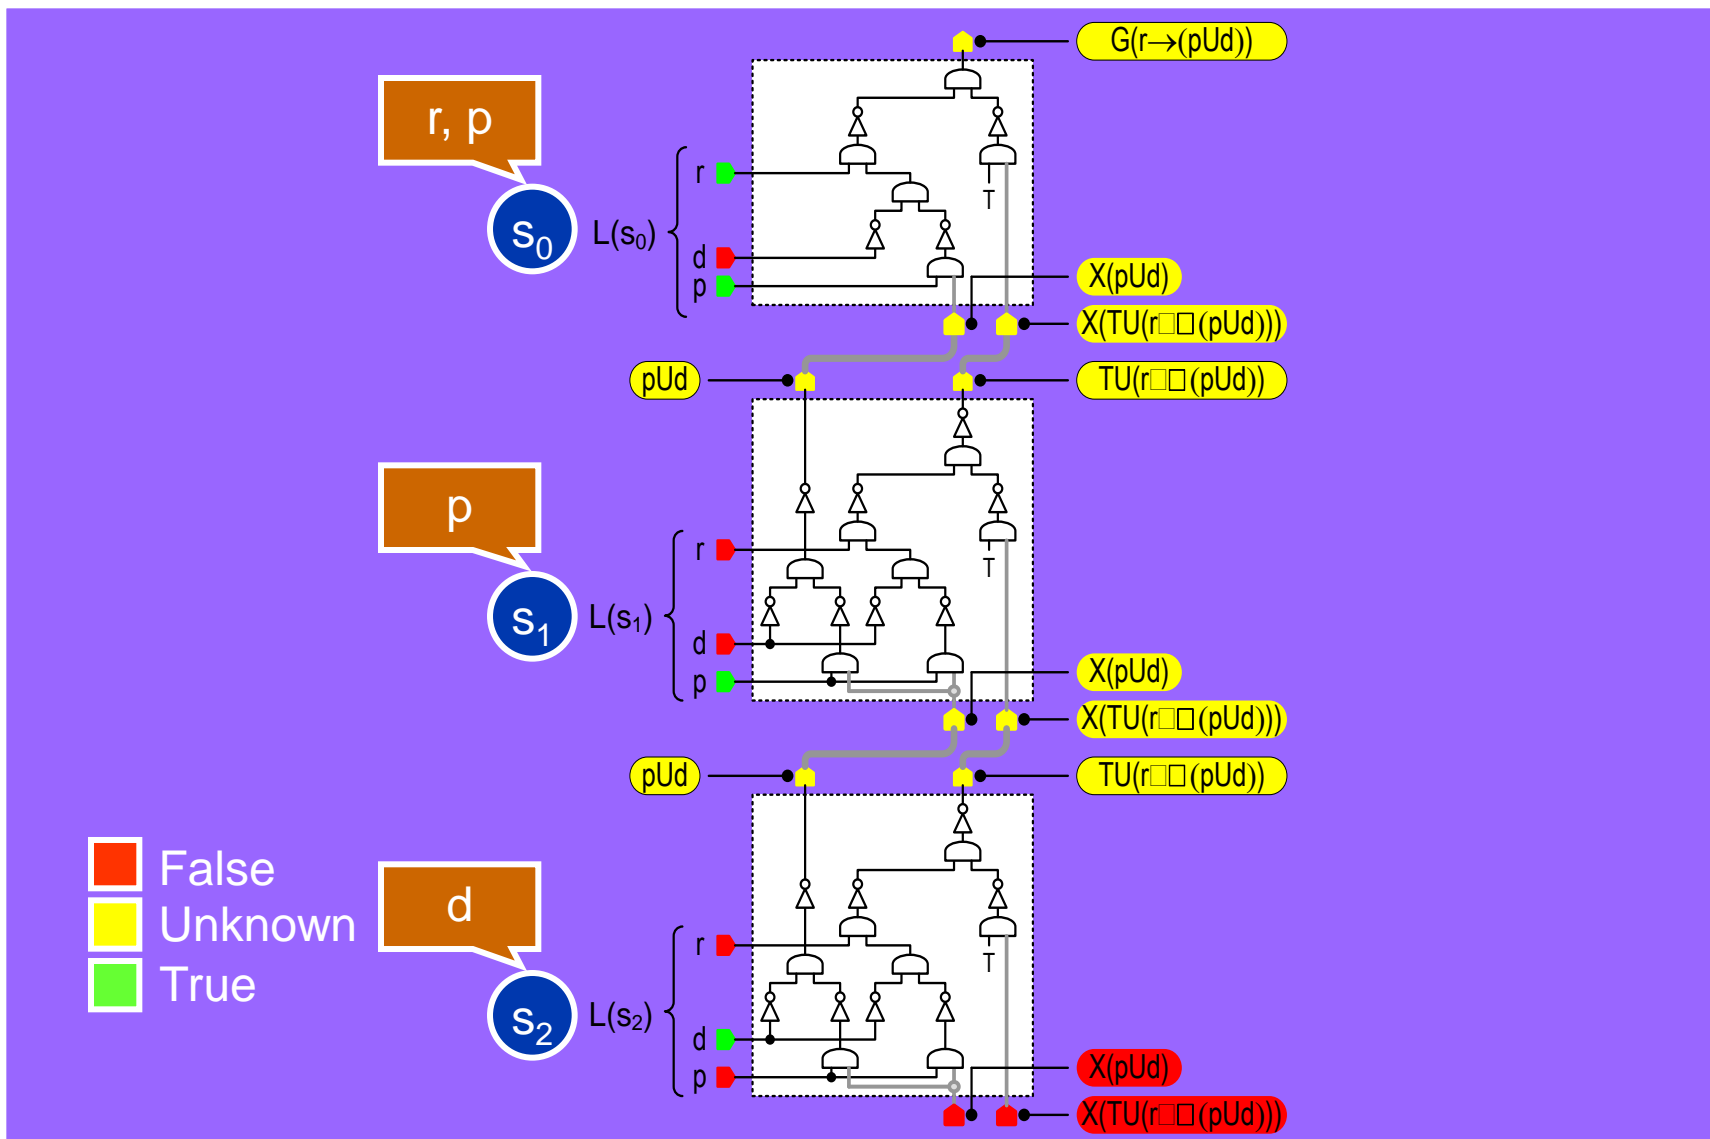 G(r→(pUd))
r, p
r
T
s0
L(s0)
d
X(pUd)
p
X(TU(r□□(pUd)))
pUd
TU(r□□(pUd))
p
r
T
s1
L(s1)
d
X(pUd)
p
X(TU(r□□(pUd)))
pUd
TU(r□□(pUd))
False
d
Unknown
r
T
True
s2
L(s2)
d
X(pUd)
p
X(TU(r□□(pUd)))